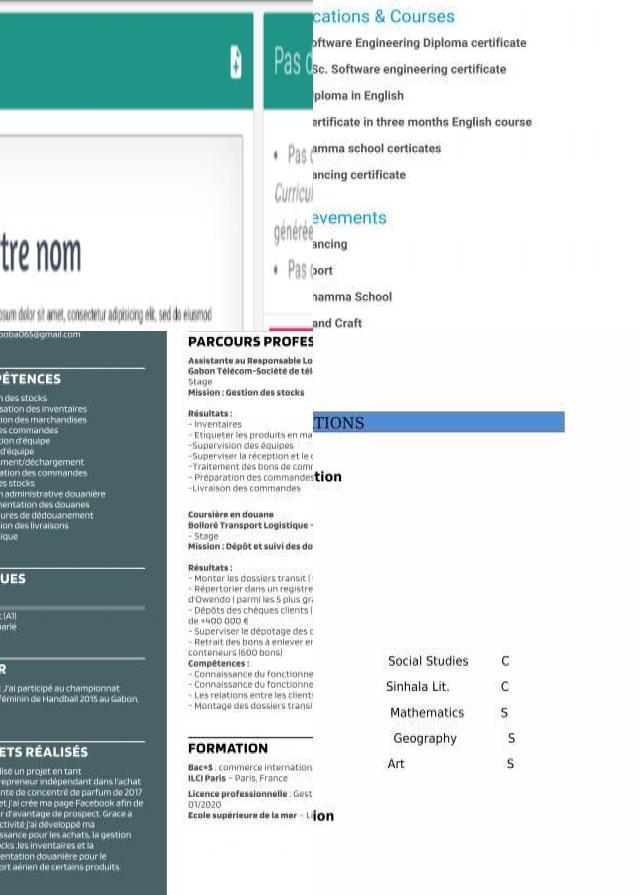 Pas
tre nom
• Pas
Curricul
générée
• Pas
osum dolor sit amet, consectetur adipisicing elit, sed do eiusmod
cations & Courses
oftware Engineering Diploma certificate
Sc. Software engineering certificate
iploma in English
ertificate in three months English course
amma school certicates
ancing certificate
evements
ancing
port
hamma School
and Craft
ooba065@gmail.com
PÉTENCES
n des stocks
sation des inventaires
ion des marchandises
es commandes
ion d'équipe
d'équipe
ment/déchargement
ation des commandes
es stocks
n administrative douanière
mentation des douanes
ures de dédouanement
ion des livraisons
ique
UES
(A1)
arlé
R
J'ai participé au championnat
féminin de Handball 2015 au Gabon,
ETS RÉALISÉS
lisé un projet en tant
repreneur indépendant dans l'achat
nte de concentré de parfum de 2017
et j'ai crée ma page Facebook afin de
r d'avantage de prospect. Grace a
ctivité j'ai développé ma
ssance pour les achats, la gestion
cks ,les inventaires et la
entation douanière pour le
ort aérien de certains produits.
PARCOURS PROFES
Assistante au Responsable Lo
Gabon Télécom-Société de tél
Stage
Mission : Gestion des stocks
Résultats :
- Inventaires
- Etiqueter les produits en ma
-Supervision des équipes
-Superviser la réception et le c
-Traitement des bons de comr
- Préparation des commandes
-Livraison des commandes
Coursière en douane
Bolloré Transport Logistique -
- Stage
Mission : Dépôt et suivi des do
Résultats :
- Monter les dossiers transit (
- Répertorier dans un registre
d'Owendo ( parmi les 5 plus gra
- Dépôts des chèques clients (
de +400 000 €
- Superviser le dépotage des c
- Retrait des bons à enlever er
conteneurs (600 bons)
Compétences :
- Connaissance du fonctionne
- Connaissance du fonctionne
- Les relations entre les client
- Montage des dossiers transi
FORMATION
Bac+5 : commerce internation
ILCI Paris – Paris, France
Licence professionnelle : Gest
01/2020
Ecole supérieure de la mer – Li
TIONS
tion
Social Studies C
Sinhala Lit. C
Mathematics S
Geography S
Art S
ion